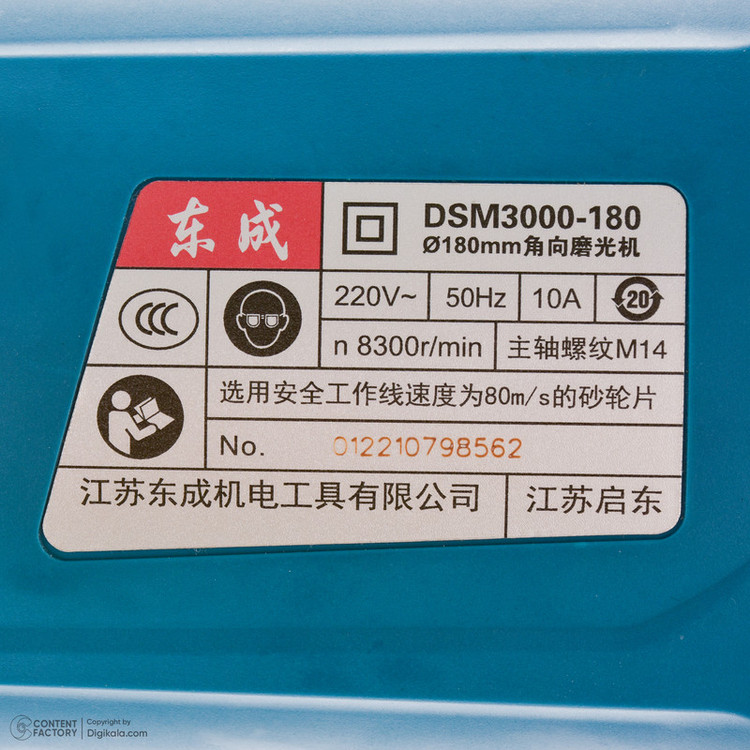 东成
DSM3000-180
Ø180mm角向磨光机
CCC
220V~ 50Hz 10A 20
n 8300r/min 主轴螺纹M14
选用安全工作线速度为80m/s的砂轮片
No. 012210798562
江苏东成机电工具有限公司 江苏启东
CONTENT FACTORY
Copyright by Digikala.com